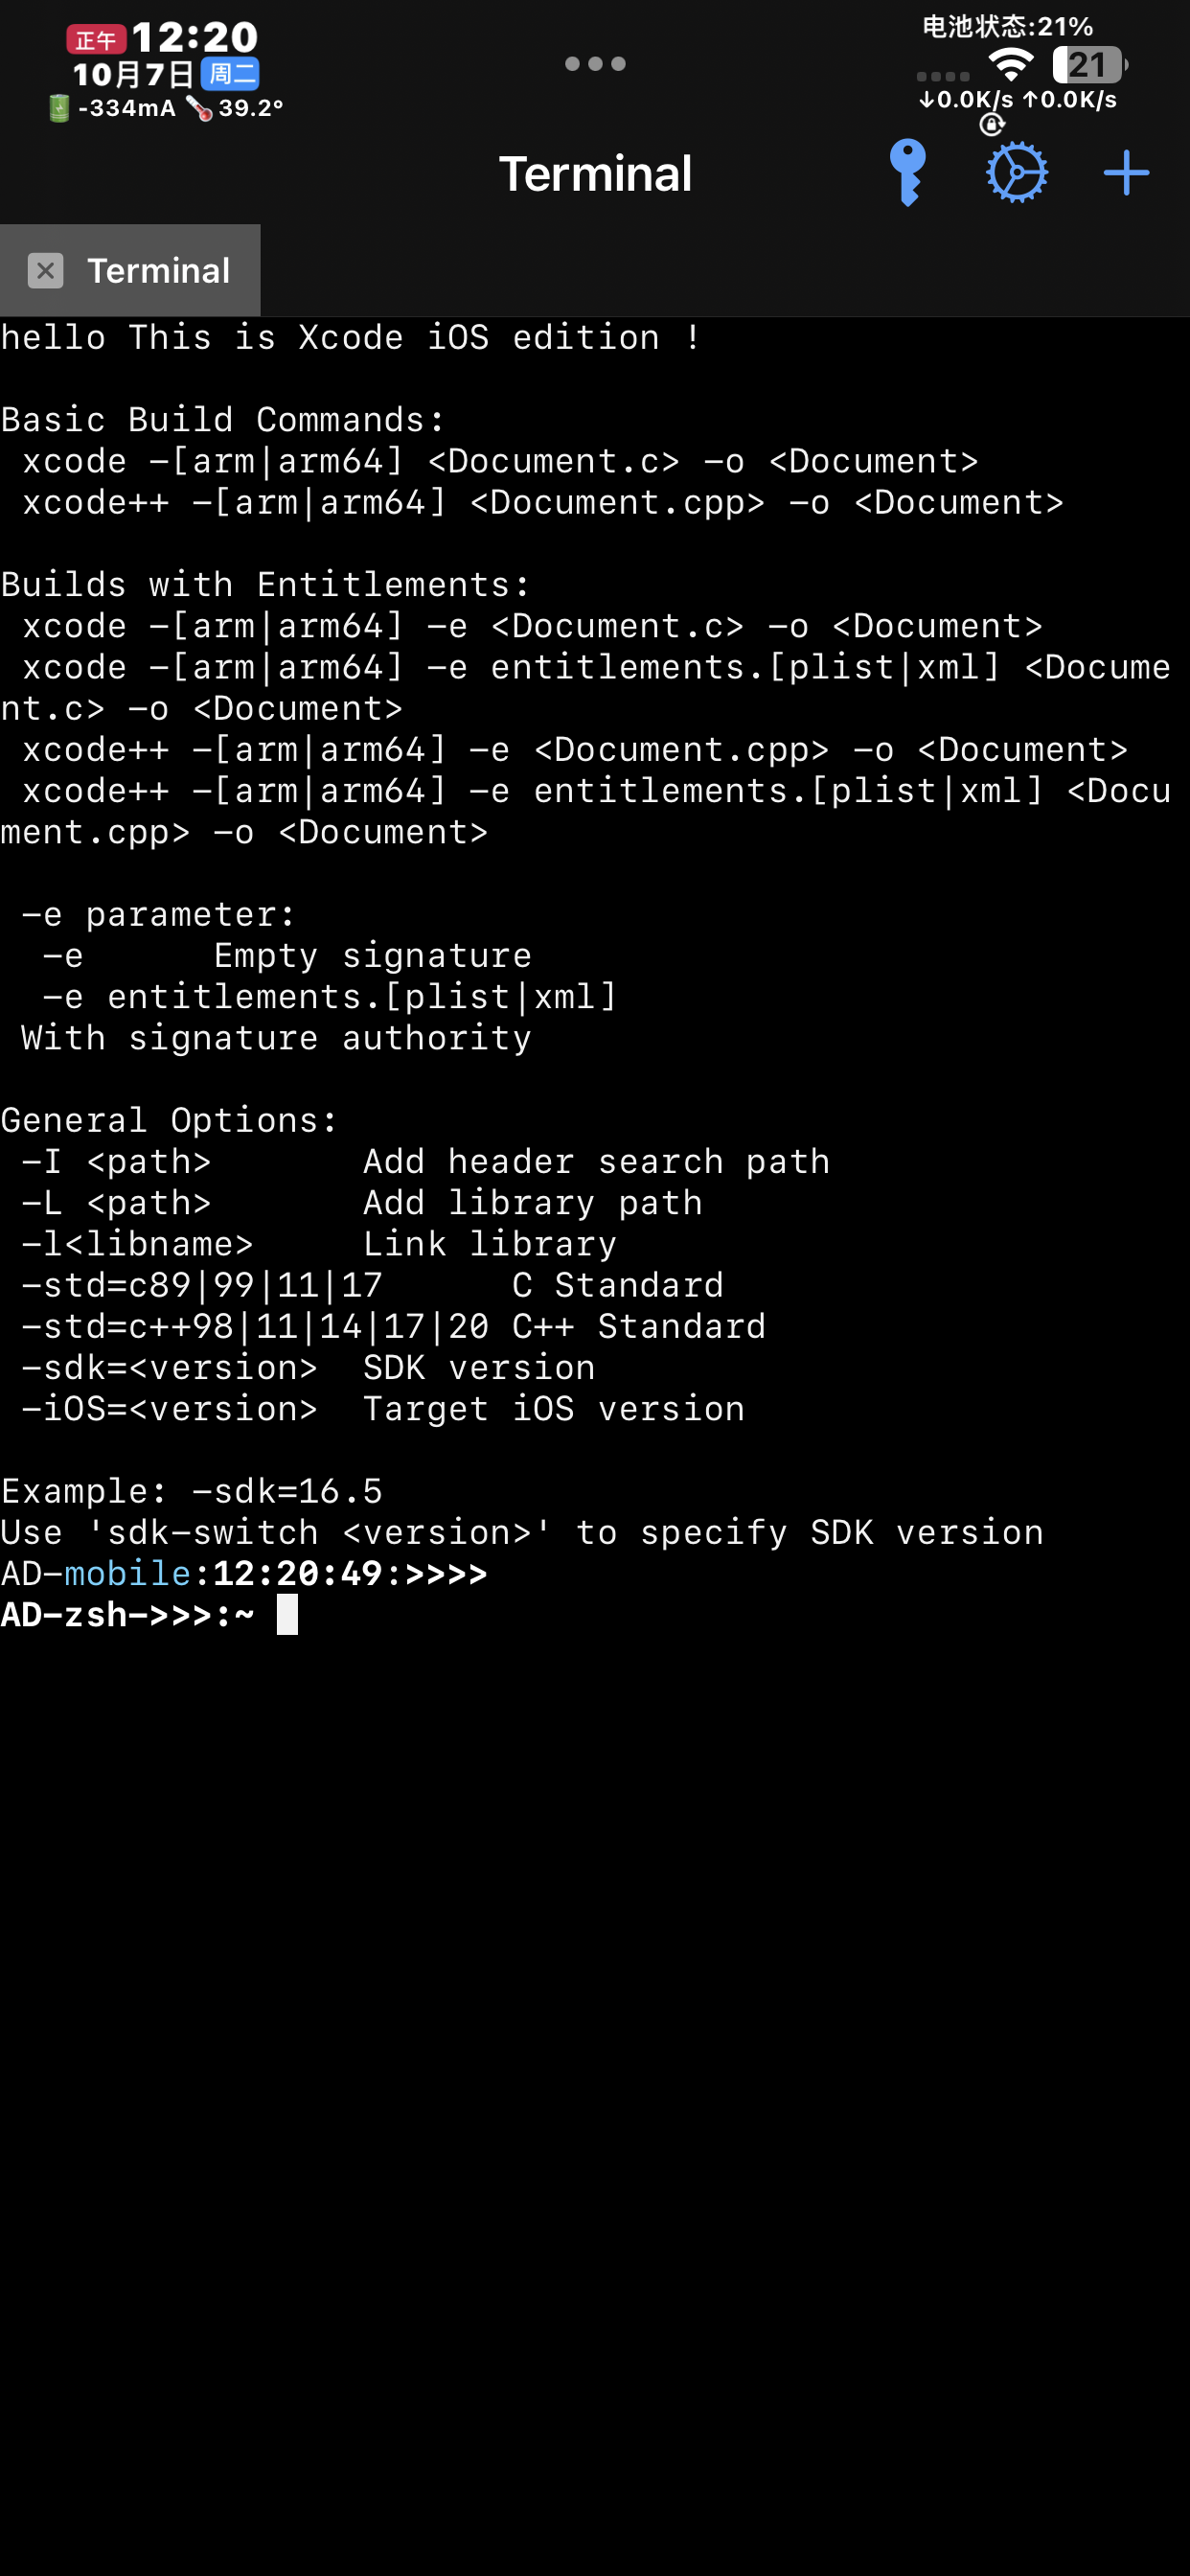 正午 12:20
10月7日 周二
-334mA 39.2°
电池状态:21%
21
↓0.0K/s ↑0.0K/s
Terminal
Terminal
hello This is Xcode iOS edition !
Basic Build Commands:
xcode -[arm|arm64] <Document.c> -o <Document>
xcode++ -[arm|arm64] <Document.cpp> -o <Document>
Builds with Entitlements:
xcode -[arm|arm64] -e <Document.c> -o <Document>
xcode -[arm|arm64] -e entitlements.[plist|xml] <Docume
nt.c> -o <Document>
xcode++ -[arm|arm64] -e <Document.cpp> -o <Document>
xcode++ -[arm|arm64] -e entitlements.[plist|xml] <Docu
ment.cpp> -o <Document>
-e parameter:
-e      Empty signature
-e entitlements.[plist|xml]
With signature authority
General Options:
-I <path>       Add header search path
-L <path>       Add library path
-l<libname>     Link library
-std=c89|99|11|17      C Standard
-std=c++98|11|14|17|20 C++ Standard
-sdk=<version>  SDK version
-iOS=<version>  Target iOS version
Example: -sdk=16.5
Use 'sdk-switch <version>' to specify SDK version
AD-mobile:12:20:49:>>>>
AD-zsh->>>:~